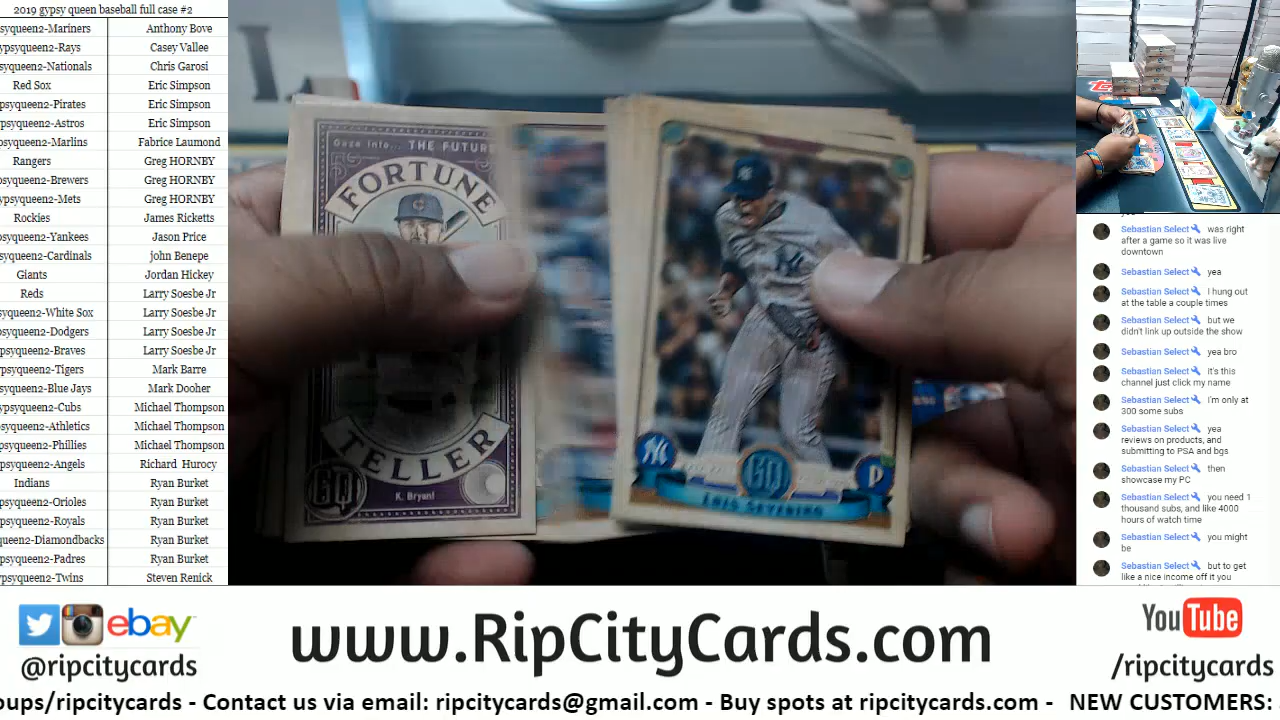 2019 gypsy queen baseball full case #2
syqueen2-Mariners Anthony Bove
ypsyqueen2-Rays Casey Vallee
ypsyqueen2-Nationals Chris Garosi
Red Sox Eric Simpson
psyqueen2-Pirates Eric Simpson
psyqueen2-Astros Eric Simpson
psyqueen2-Marlins Fabrice Laumond
Rangers Greg HORNBY
psyqueen2-Brewers Greg HORNBY
ypsyqueen2-Mets Greg HORNBY
Rockies James Ricketts
psyqueen2-Yankees Jason Price
psyqueen2-Cardinals john Benepe
Giants Jordan Hickey
Reds Larry Soesbe Jr
psyqueen2-White Sox Larry Soesbe Jr
psyqueen2-Dodgers Larry Soesbe Jr
psyqueen2-Braves Larry Soesbe Jr
psyqueen2-Tigers Mark Barre
syqueen2-Blue Jays Mark Dooher
ypsyqueen2-Cubs Michael Thompson
syqueen2-Athletics Michael Thompson
psyqueen2-Phillies Michael Thompson
psyqueen2-Angels Richard Hurocy
Indians Ryan Burket
psyqueen2-Orioles Ryan Burket
psyqueen2-Royals Ryan Burket
queen2-Diamondbacks Ryan Burket
psyqueen2-Padres Ryan Burket
psyqueen2-Twins Steven Renick
Gaze Into... THE FUTURE
FORTUNE
TELLER
GQ
K. Bryant
NY
GQ
P
LUIS SEVERINO
Sebastian Select was right
after a game so it was live
downtown
Sebastian Select yea
Sebastian Select I hung out
at the table a couple times
Sebastian Select but we
didn't link up outside the show
Sebastian Select yea bro
Sebastian Select it's this
channel just click my name
Sebastian Select I'm only at
300 some subs
Sebastian Select yea
reviews on products, and
submitting to PSA and bgs
Sebastian Select then
showcase my PC
Sebastian Select you need 1
thousand subs, and like 4000
hours of watch time
Sebastian Select you might
be
Sebastian Select but to get
like a nice income off it you
ebay
@ripcitycards
www.RipCityCards.com
YouTube
/ripcitycards
oups/ripcitycards - Contact us via email: ripcitycards@gmail.com - Buy spots at ripcitycards.com - NEW CUSTOMERS: